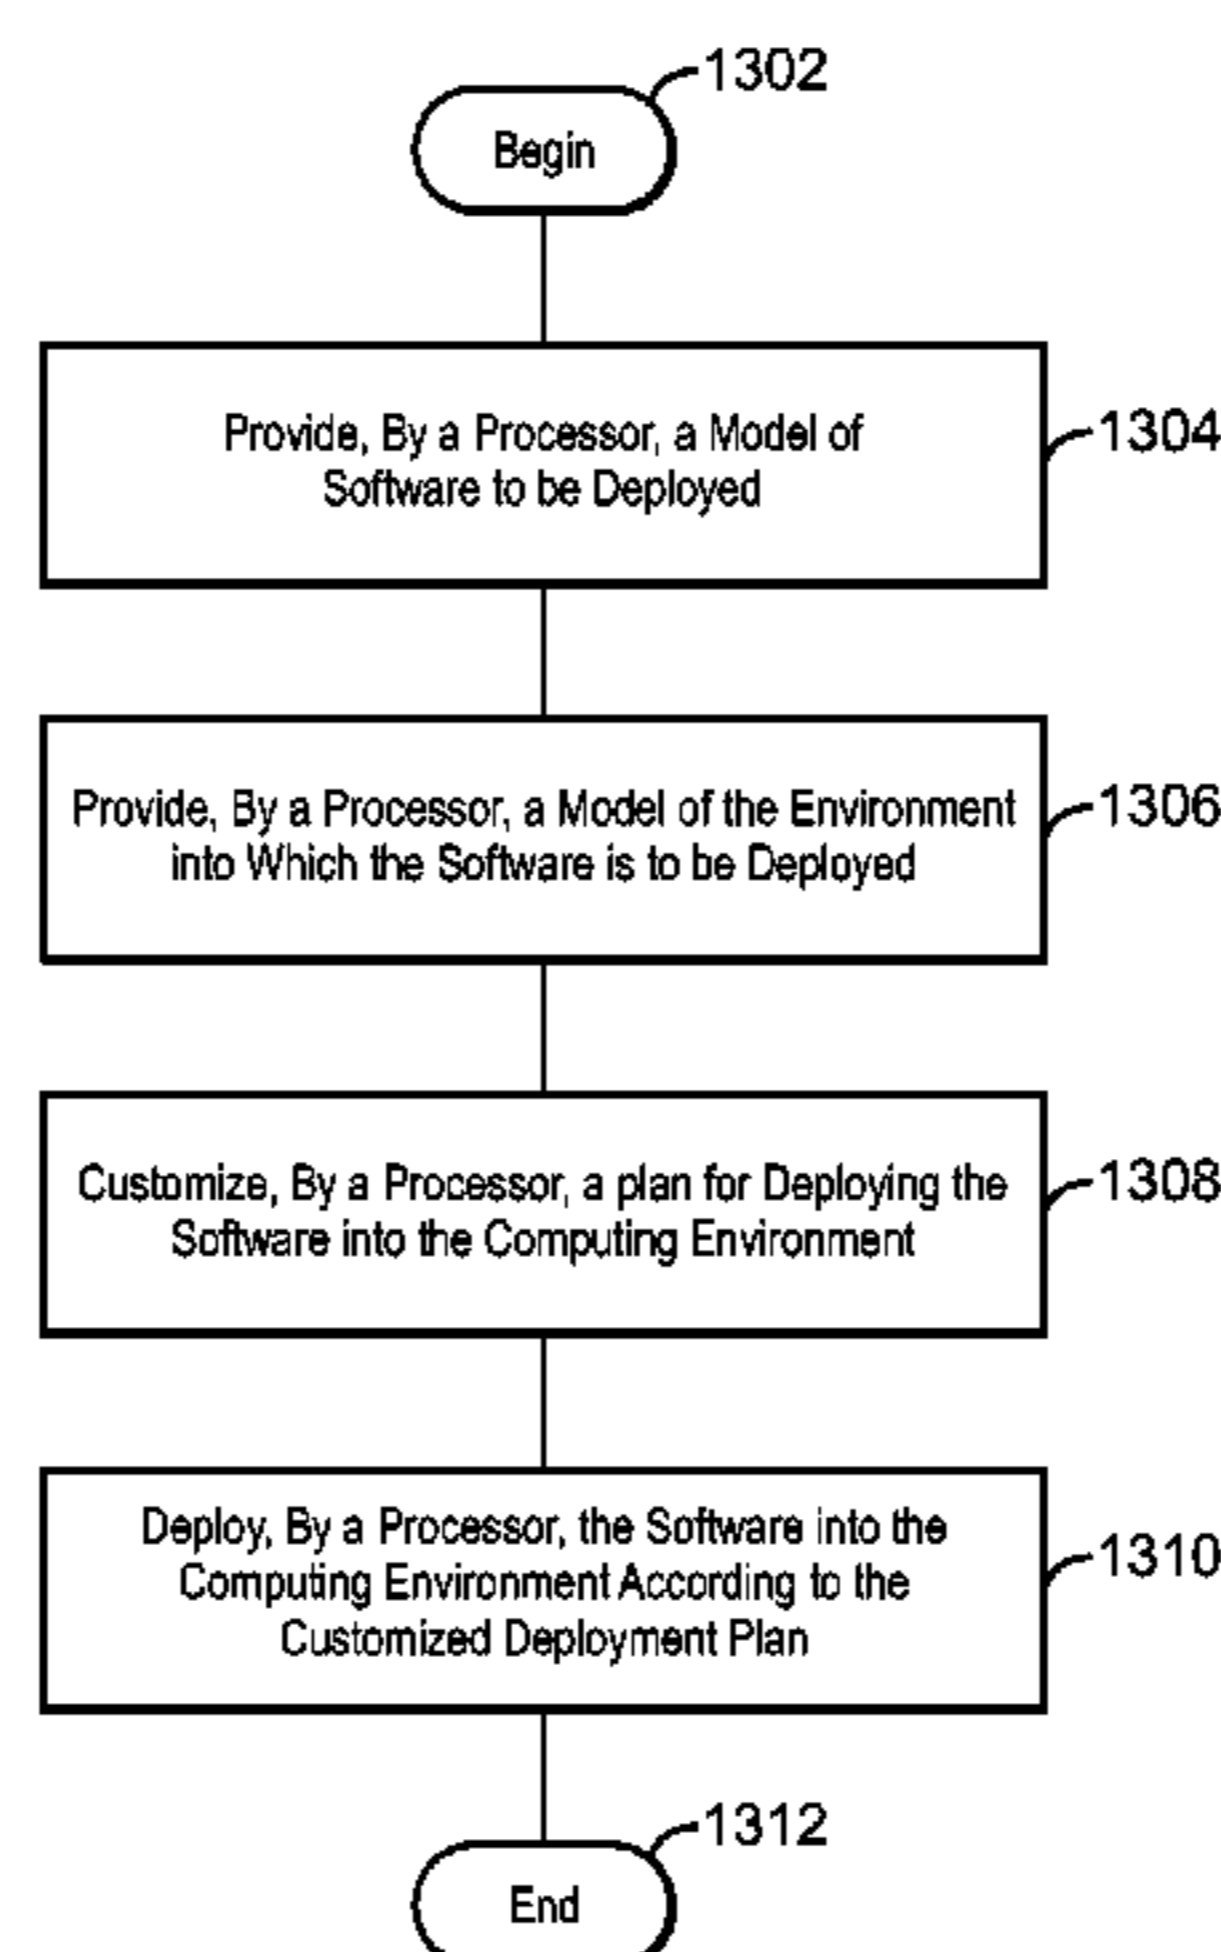 1302
Begin
Provide, By a Processor, a Model of
Software to be Deployed
1304
Provide, By a Processor, a Model of the Environment
into Which the Software is to be Deployed
1306
Customize, By a Processor, a plan for Deploying the
Software into the Computing Environment
1308
Deploy, By a Processor, the Software into the
Computing Environment According to the
Customized Deployment Plan
1310
1312
End